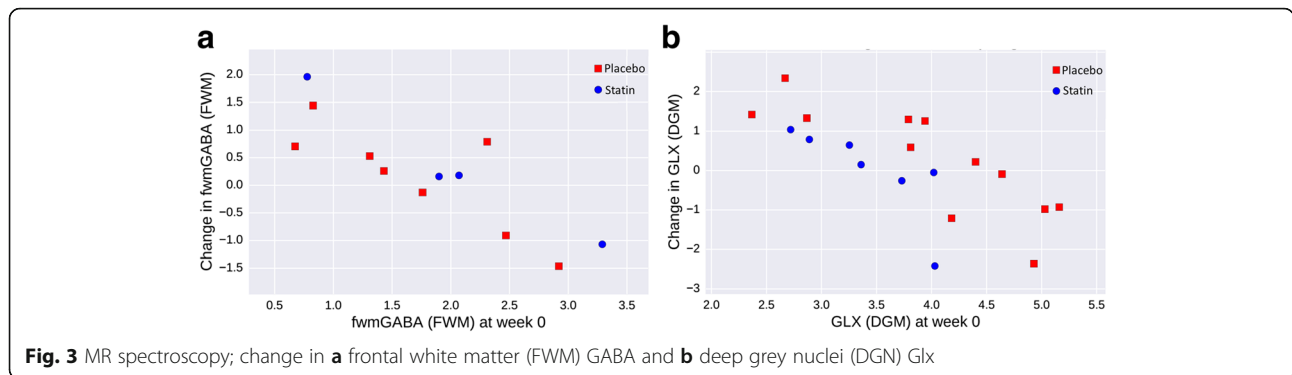 a
Change in fwmGABA (FWM)
2.0
1.5
1.0
0.5
0.0
−0.5
−1.0
−1.5
Placebo
Statin
0.5 1.0 1.5 2.0 2.5 3.0 3.5
fwmGABA (FWM) at week 0
b
Change in GLX (DGM)
2
1
0
−1
−2
−3
Placebo
Statin
2.0 2.5 3.0 3.5 4.0 4.5 5.0 5.5
GLX (DGM) at week 0
Fig. 3 MR spectroscopy; change in a frontal white matter (FWM) GABA and b deep grey nuclei (DGN) Glx